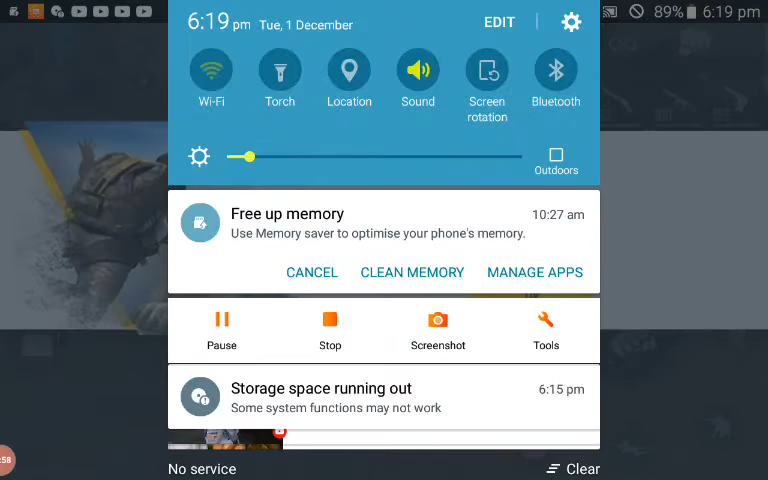 89% 6:19 pm
6:19 pm Tue, 1 December EDIT
Wi-Fi Torch Location Sound Screen rotation Bluetooth
Outdoors
Free up memory 10:27 am
Use Memory saver to optimise your phone's memory.
CANCEL CLEAN MEMORY MANAGE APPS
Pause Stop Screenshot Tools
Storage space running out 6:15 pm
Some system functions may not work
:58
No service Clear